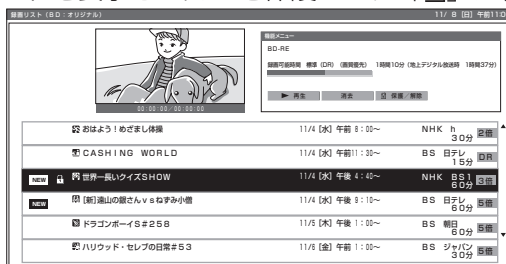 録画リスト(BD:オリジナル) 11/ 8 [日] 午前11:0
機能メニュー
BD-RE
録画可能時間 標準(DR)(画質優先) 1時間10分(地上デジタル放送時 1時間37分)
▶ 再生 消去 保護/解除
00:00:00/00:00:00
おはよう!めざまし体操 11/4 [水] 午前 8:00〜 NHK h 30分 2倍
CASHING WORLD 11/4 [水] 午前11:30〜 BS 日テレ 15分 DR
NEW 世界一長いクイズSHOW 11/4 [水] 午後 4:40〜 NHK BS1 60分 3倍
NEW [新]遠山の銀さんvsねずみ小僧 11/4 [水] 午後 8:10〜 BS 日テレ 60分 5倍
ドラゴンボーイS#258 11/5 [木] 午後 1:00〜 BS 朝日 60分 5倍
ハリウッド・セレブの日常#53 11/6 [金] 午前 1:00〜 BS ジャパン 30分 5倍